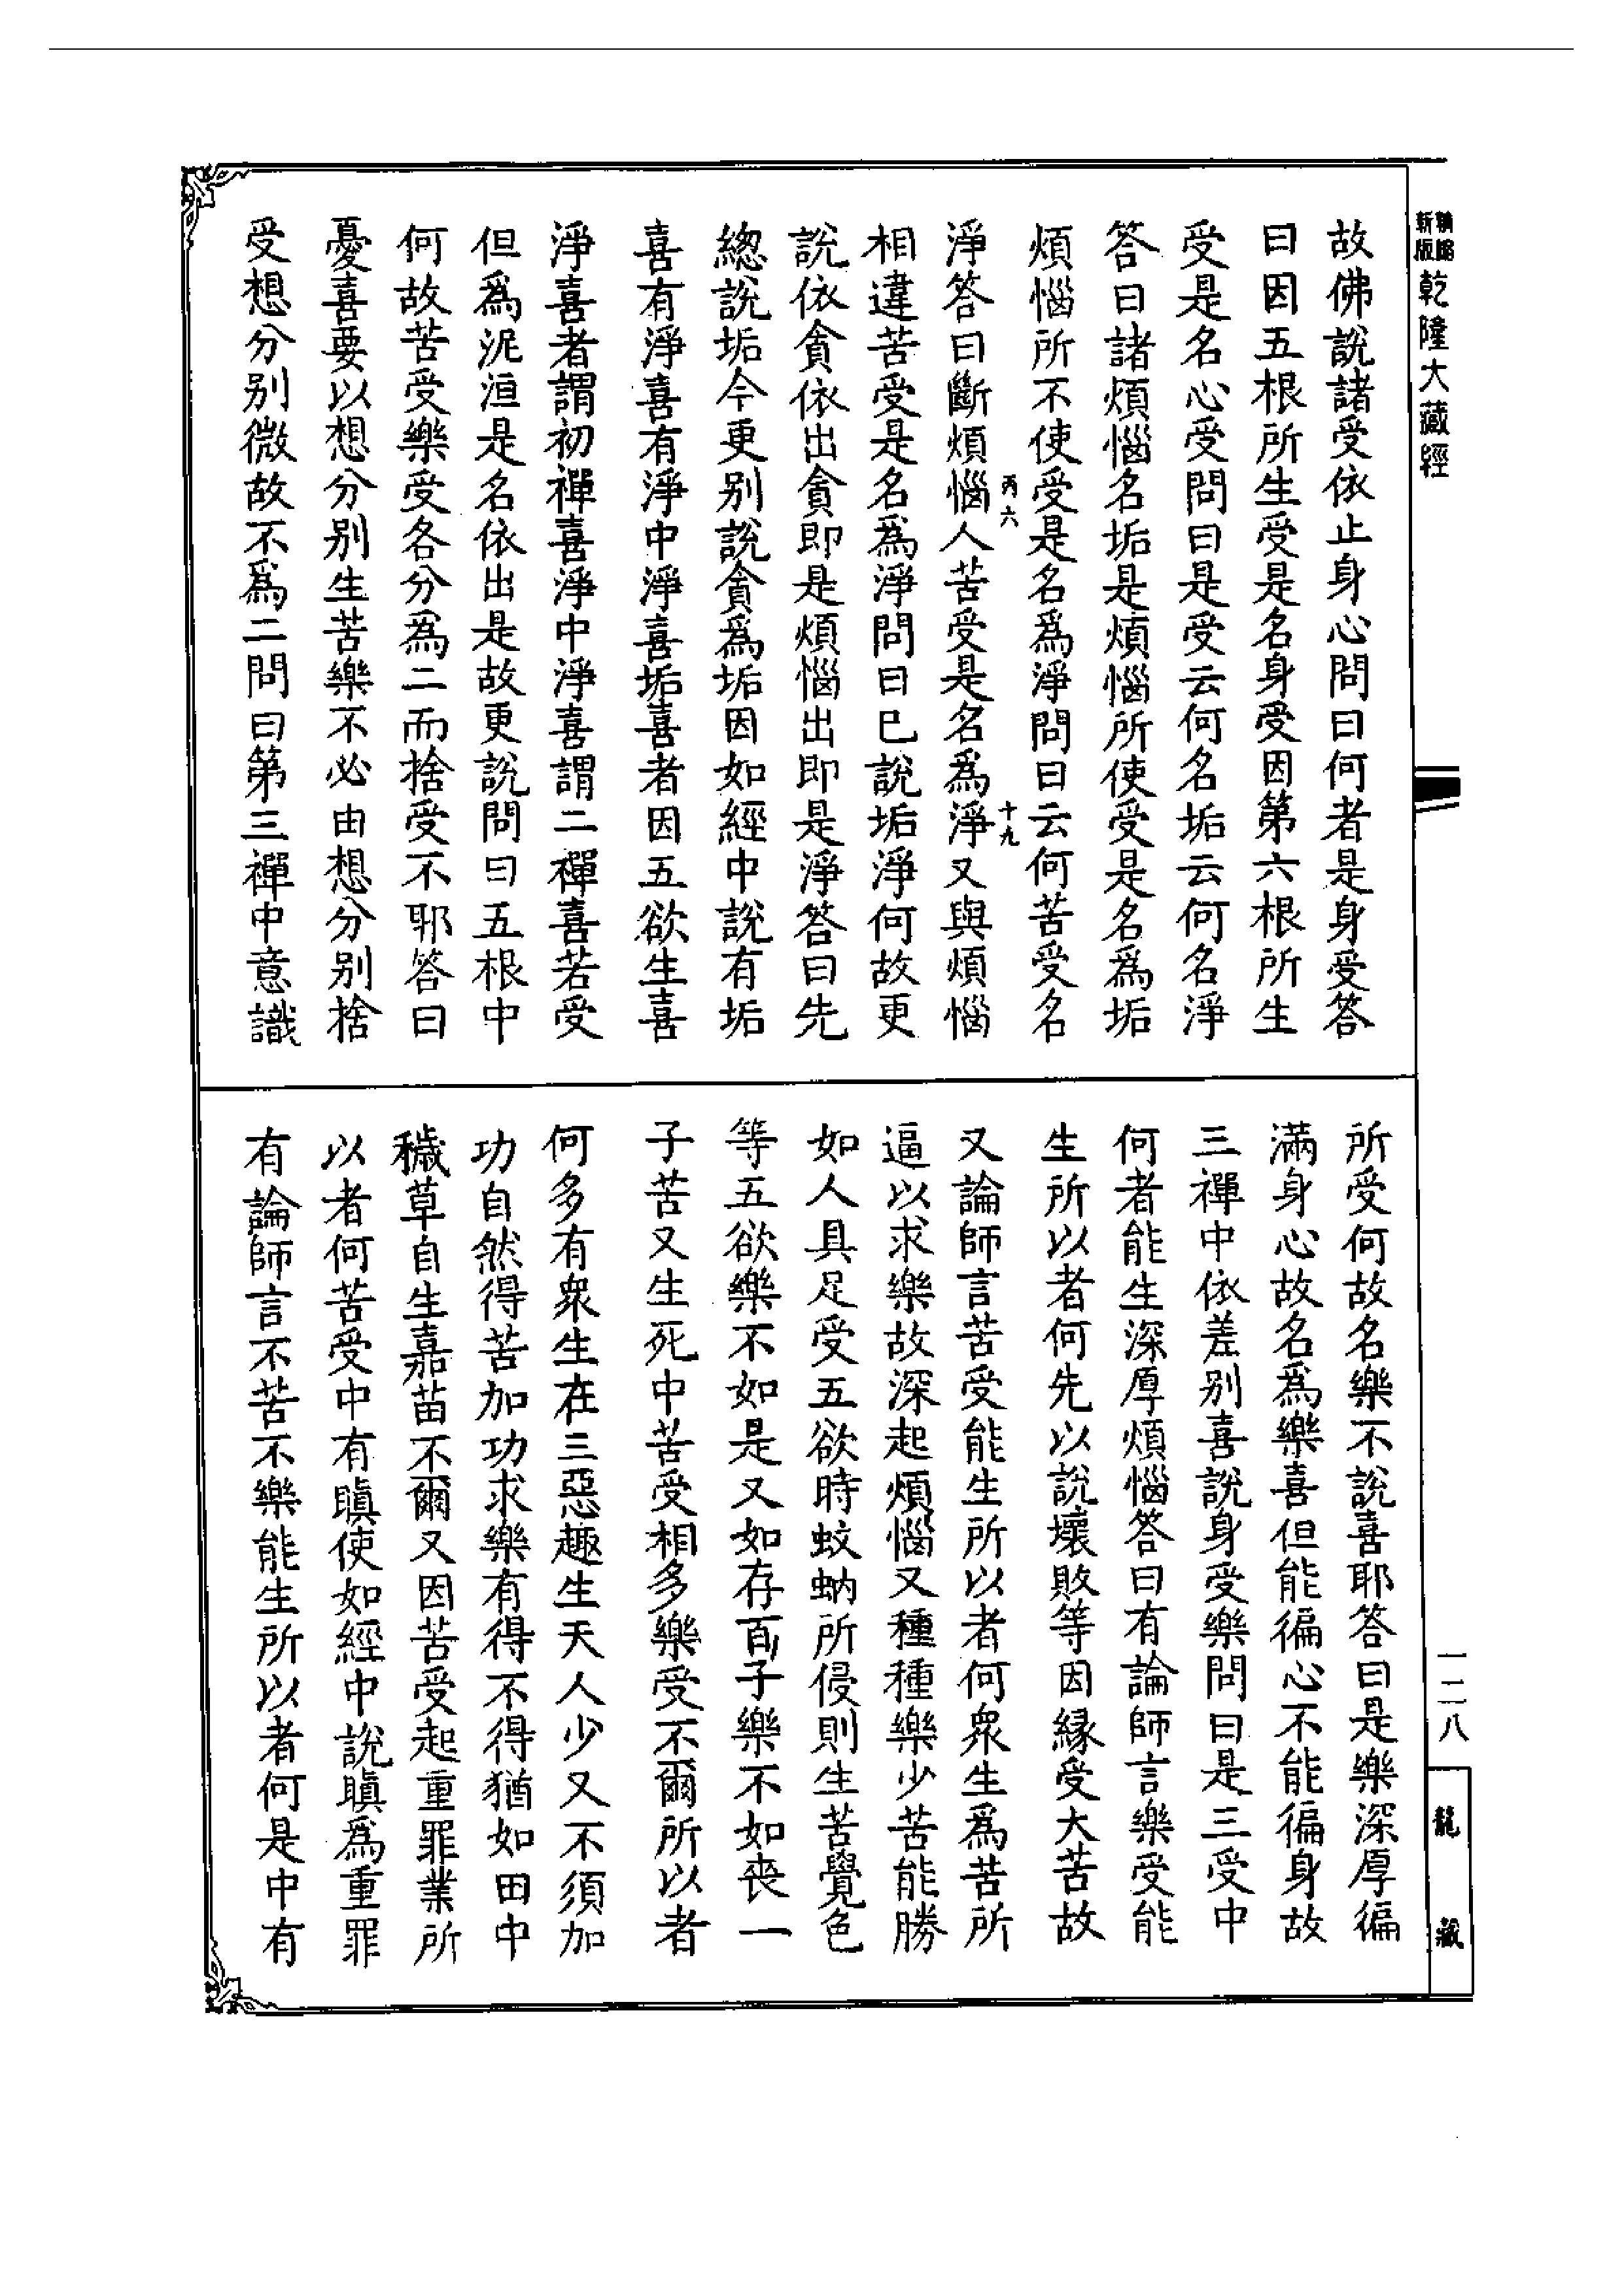 精縮
新版
乾隆大藏經
故佛說諸受依止身心問曰何者是身受答
曰因五根所生受是名身受因第六根所生
受是名心受問曰是受云何名垢云何名淨
答曰諸煩惱名垢是煩惱所使受是名為垢
煩惱所不使受是名為淨問曰云何苦受名
丙六
十九
淨答曰斷煩惱人苦受是名為淨又與煩惱
相違苦受是名為淨問曰巳說垢淨何故更
說依貪依出貪即是煩惱出即是淨答曰先
緫說垢今更別說貪為垢因如經中說有垢
喜有淨喜有淨中淨喜垢喜者因五欲生喜
淨喜者謂初禪喜淨中淨喜謂二禪喜若受
但為泥洹是名依出是故更說問曰五根中
何故苦受樂受各分為二而捨受不耶答曰
憂喜要以想分別生苦樂不必由想分別捨
受想分別微故不為二問曰第三禪中意識
所受何故名樂不說喜耶答曰是樂深厚徧
滿身心故名為樂喜但能徧心不能徧身故
三禪中依差別喜說身受樂問曰是三受中
何者能生深厚煩惱答曰有論師言樂受能
生所以者何先以說壞敗等因緣受大苦故
又論師言苦受能生所以者何眾生為苦所
逼以求樂故深起煩惱又種種樂少苦能勝
如人具足受五欲時蚊蚋所侵則生苦覺色
等五欲樂不如是又如存百子樂不如喪一
子苦又生死中苦受相多樂受不爾所以者
何多有眾生在三惡趣生天人少又不須加
功自然得苦加功求樂有得不得猶如田中
穢草自生嘉苗不爾又因苦受起重罪業所
以者何苦受中有瞋使如經中說瞋為重罪
有論師言不苦不樂能生所以者何是中有
一二八
龍藏